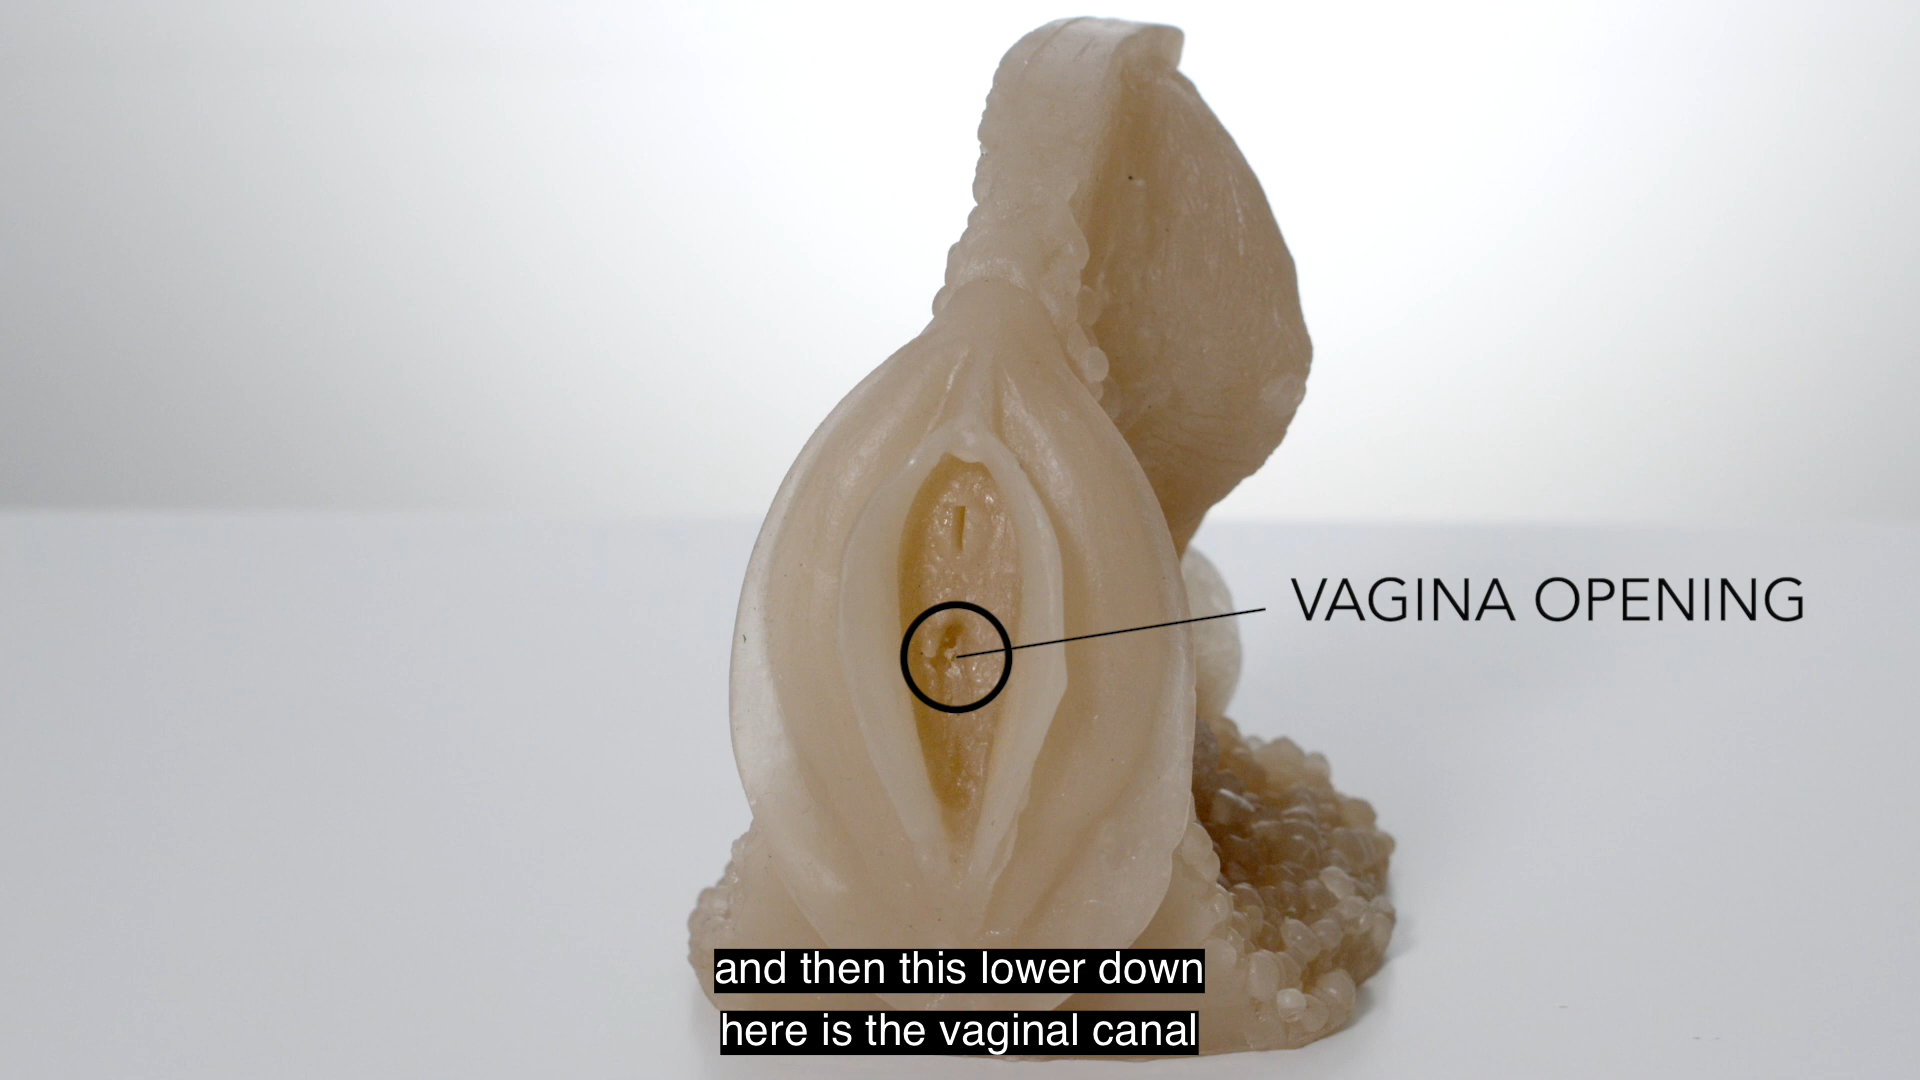 VAGINA OPENING
and then this lower down
here is the vaginal canal